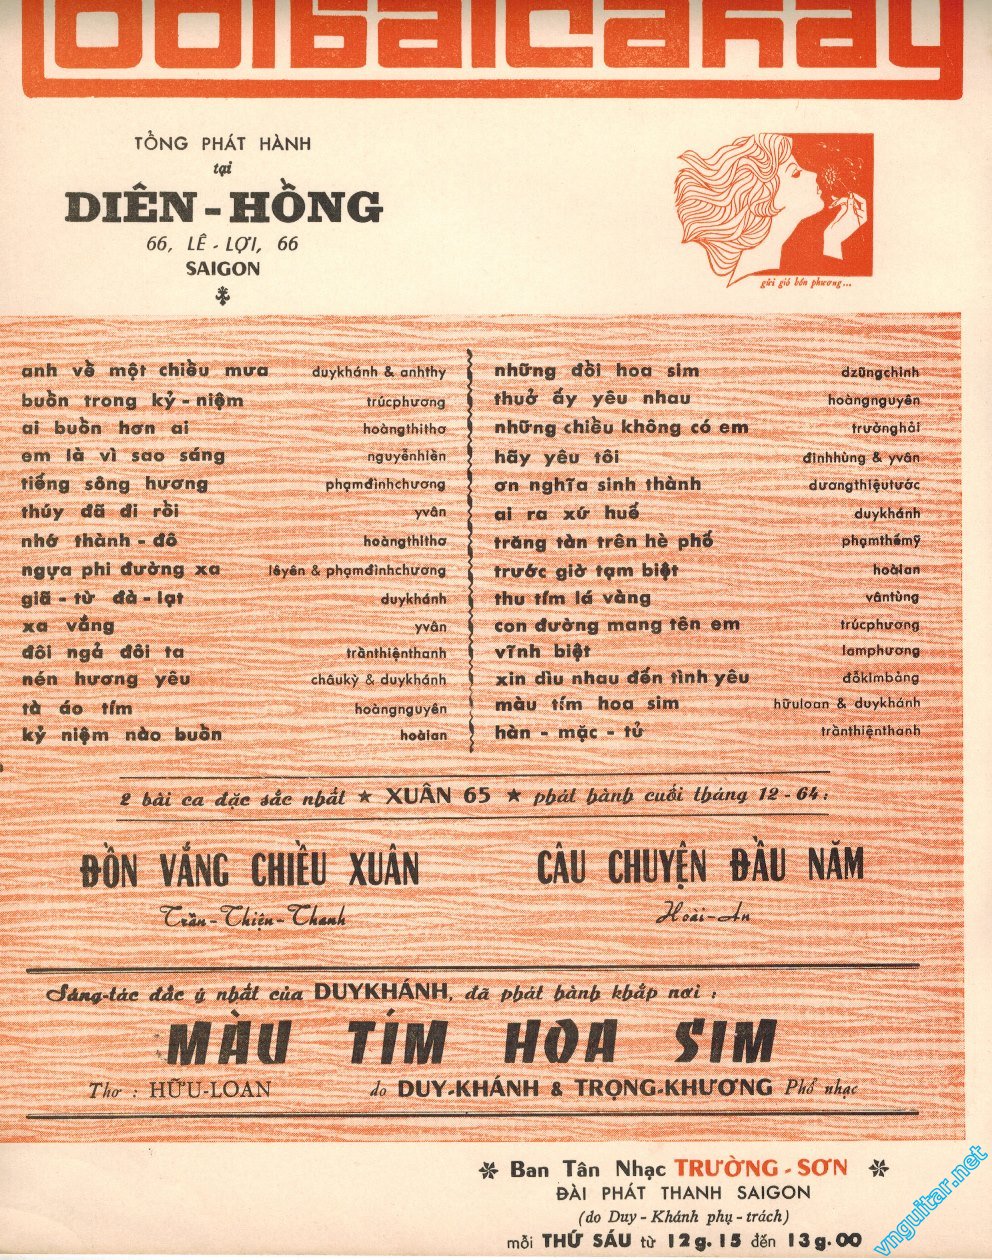 1001 bài ca hay
TỔNG PHÁT HÀNH
tại
DIÊN-HỒNG
66, LÊ-LỢI, 66
SAIGON
gửi gió bốn phương...
anh về một chiều mưa duykhánh & anhthy
buồn trong kỷ-niệm trúcphương
ai buồn hơn ai hoàngthithơ
em là vì sao sáng nguyễnhiền
tiếng sông hương phạmđìnhchương
thúy đã đi rồi yvân
nhớ thành-đô hoàngthithơ
ngựa phi đường xa lêyên & phạmđìnhchương
giã-từ đà-lạt duykhánh
xa vắng yvân
đôi ngả đôi ta trầnthiệnthanh
nén hương yêu châukỳ & duykhánh
tà áo tím hoàngnguyên
kỷ niệm nào buồn hoàian
những đồi hoa sim dzũngchinh
thuở ấy yêu nhau hoàngnguyên
những chiều không có em trườnghải
hãy yêu tôi đinhhùng & yvân
ơn nghĩa sinh thành dươngthiệutước
ai ra xứ huế duykhánh
trăng tàn trên hè phố phạmthếmỹ
trước giờ tạm biệt hoàian
thu tím lá vàng vântùng
con đường mang tên em trúcphương
vĩnh biệt lamphương
xin dìu nhau đến tình yêu đỗkimbảng
màu tím hoa sim hữuloan & duykhánh
hàn-mặc-tử trầnthiệnthanh
2 bài ca đặc sắc nhất ★ XUÂN 65 ★ phát hành cuối tháng 12-64:
ĐỒN VẮNG CHIỀU XUÂN
Trần-Thiện-Thanh
CÂU CHUYỆN ĐẦU NĂM
Hoài-An
Sáng-tác đắc ý nhất của DUYKHÁNH, đã phát hành khắp nơi:
MÀU TÍM HOA SIM
Thơ: HỮU-LOAN do DUY-KHÁNH & TRỌNG-KHƯƠNG Phổ nhạc
Ban Tân Nhạc TRƯỜNG-SƠN
ĐÀI PHÁT THANH SAIGON
(do Duy-Khánh phụ-trách)
mỗi THỨ SÁU từ 12g.15 đến 13g.00
vnguitar.net